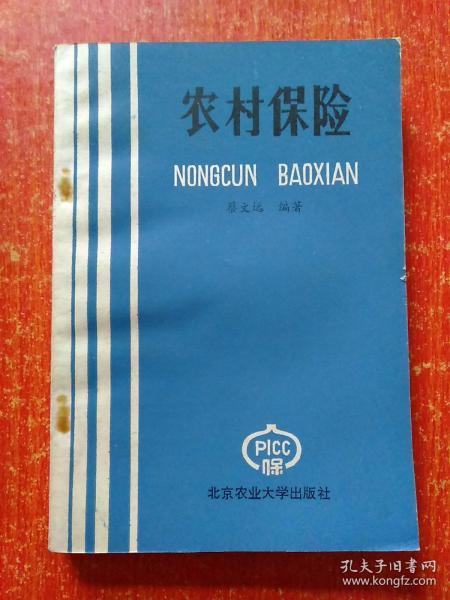 农村保险
NONGCUN BAOXIAN
蔡文远 编著
PICC
保
北京农业大学出版社
孔夫子旧书网
www.kongfz.com